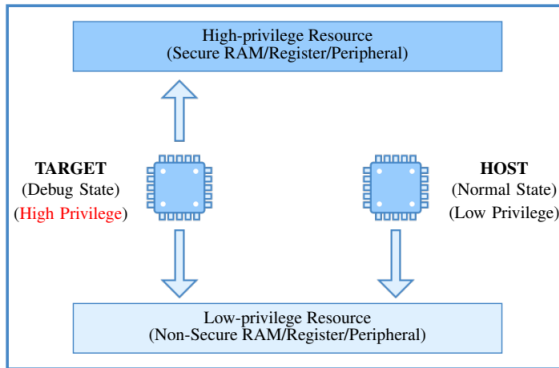 High-privilege Resource
(Secure RAM/Register/Peripheral)
TARGET
(Debug State)
(High Privilege)
HOST
(Normal State)
(Low Privilege)
Low-privilege Resource
(Non-Secure RAM/Register/Peripheral)